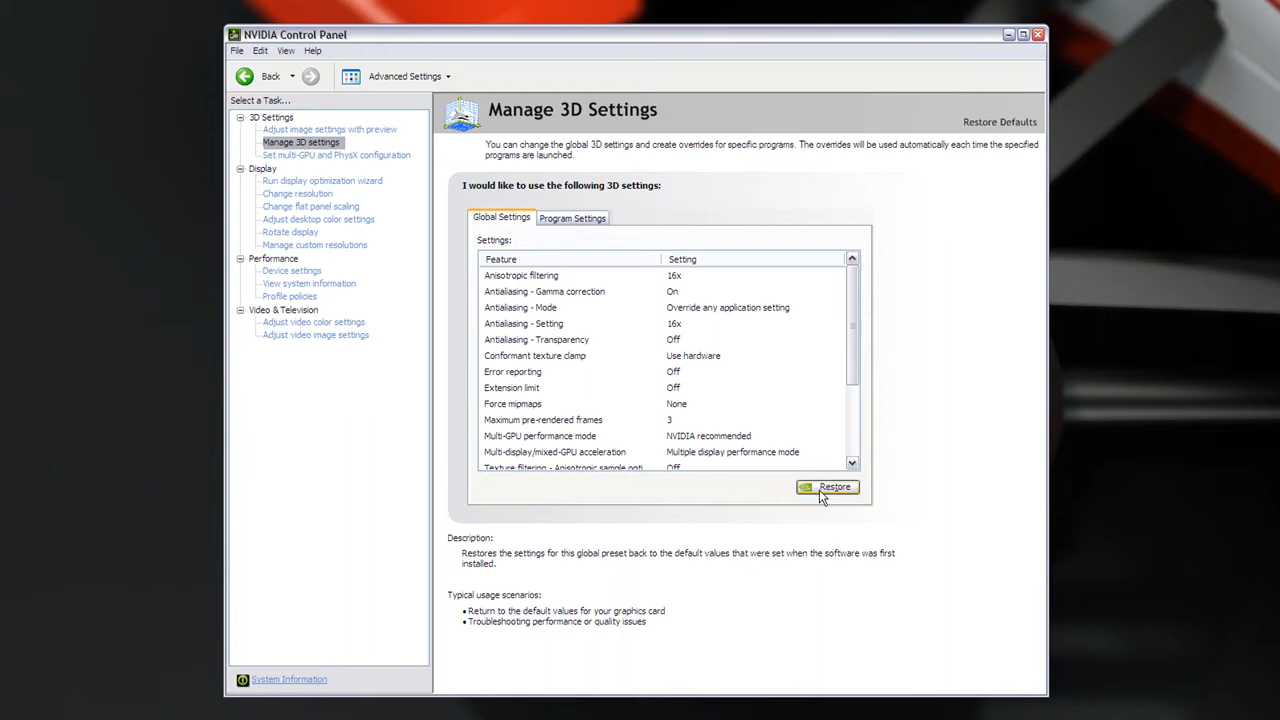 NVIDIA Control Panel
File Edit View Help
Back Advanced Settings
Select a Task...
3D Settings
Adjust image settings with preview
Manage 3D settings
Set multi-GPU and PhysX configuration
Display
Run display optimization wizard
Change resolution
Change flat panel scaling
Adjust desktop color settings
Rotate display
Manage custom resolutions
Performance
Device settings
View system information
Profile policies
Video & Television
Adjust video color settings
Adjust video image settings
System Information
Manage 3D Settings
Restore Defaults
You can change the global 3D settings and create overrides for specific programs. The overrides will be used automatically each time the specified
programs are launched.
I would like to use the following 3D settings:
Global Settings Program Settings
Settings:
Feature Setting
Anisotropic filtering 16x
Antialiasing - Gamma correction On
Antialiasing - Mode Override any application setting
Antialiasing - Setting 16x
Antialiasing - Transparency Off
Conformant texture clamp Use hardware
Error reporting Off
Extension limit Off
Force mipmaps None
Maximum pre-rendered frames 3
Multi-GPU performance mode NVIDIA recommended
Multi-display/mixed-GPU acceleration Multiple display performance mode
Texture filtering - Anisotropic sample opti Off
Restore
Description:
Restores the settings for this global preset back to the default values that were set when the software was first
installed.
Typical usage scenarios:
• Return to the default values for your graphics card
• Troubleshooting performance or quality issues